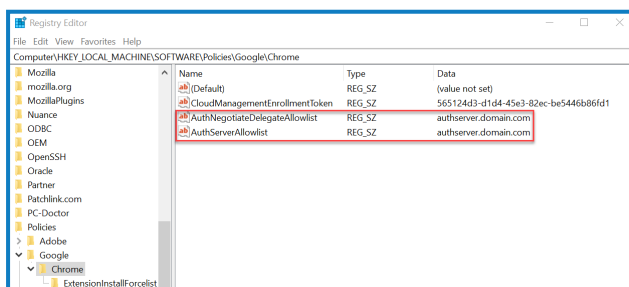 Registry Editor
File Edit View Favorites Help
Computer\HKEY_LOCAL_MACHINE\SOFTWARE\Policies\Google\Chrome
Mozilla
mozilla.org
MozillaPlugins
Nuance
ODBC
OEM
OpenSSH
Oracle
Partner
Patchlink.com
PC-Doctor
Policies
Adobe
Google
Chrome
ExtensionInstallForcelist
Name Type Data
(Default) REG_SZ (value not set)
CloudManagementEnrollmentToken REG_SZ 565124d3-d1d4-45e3-82ec-be5446b86fd1
AuthNegotiateDelegateAllowlist REG_SZ authserver.domain.com
AuthServerAllowlist REG_SZ authserver.domain.com